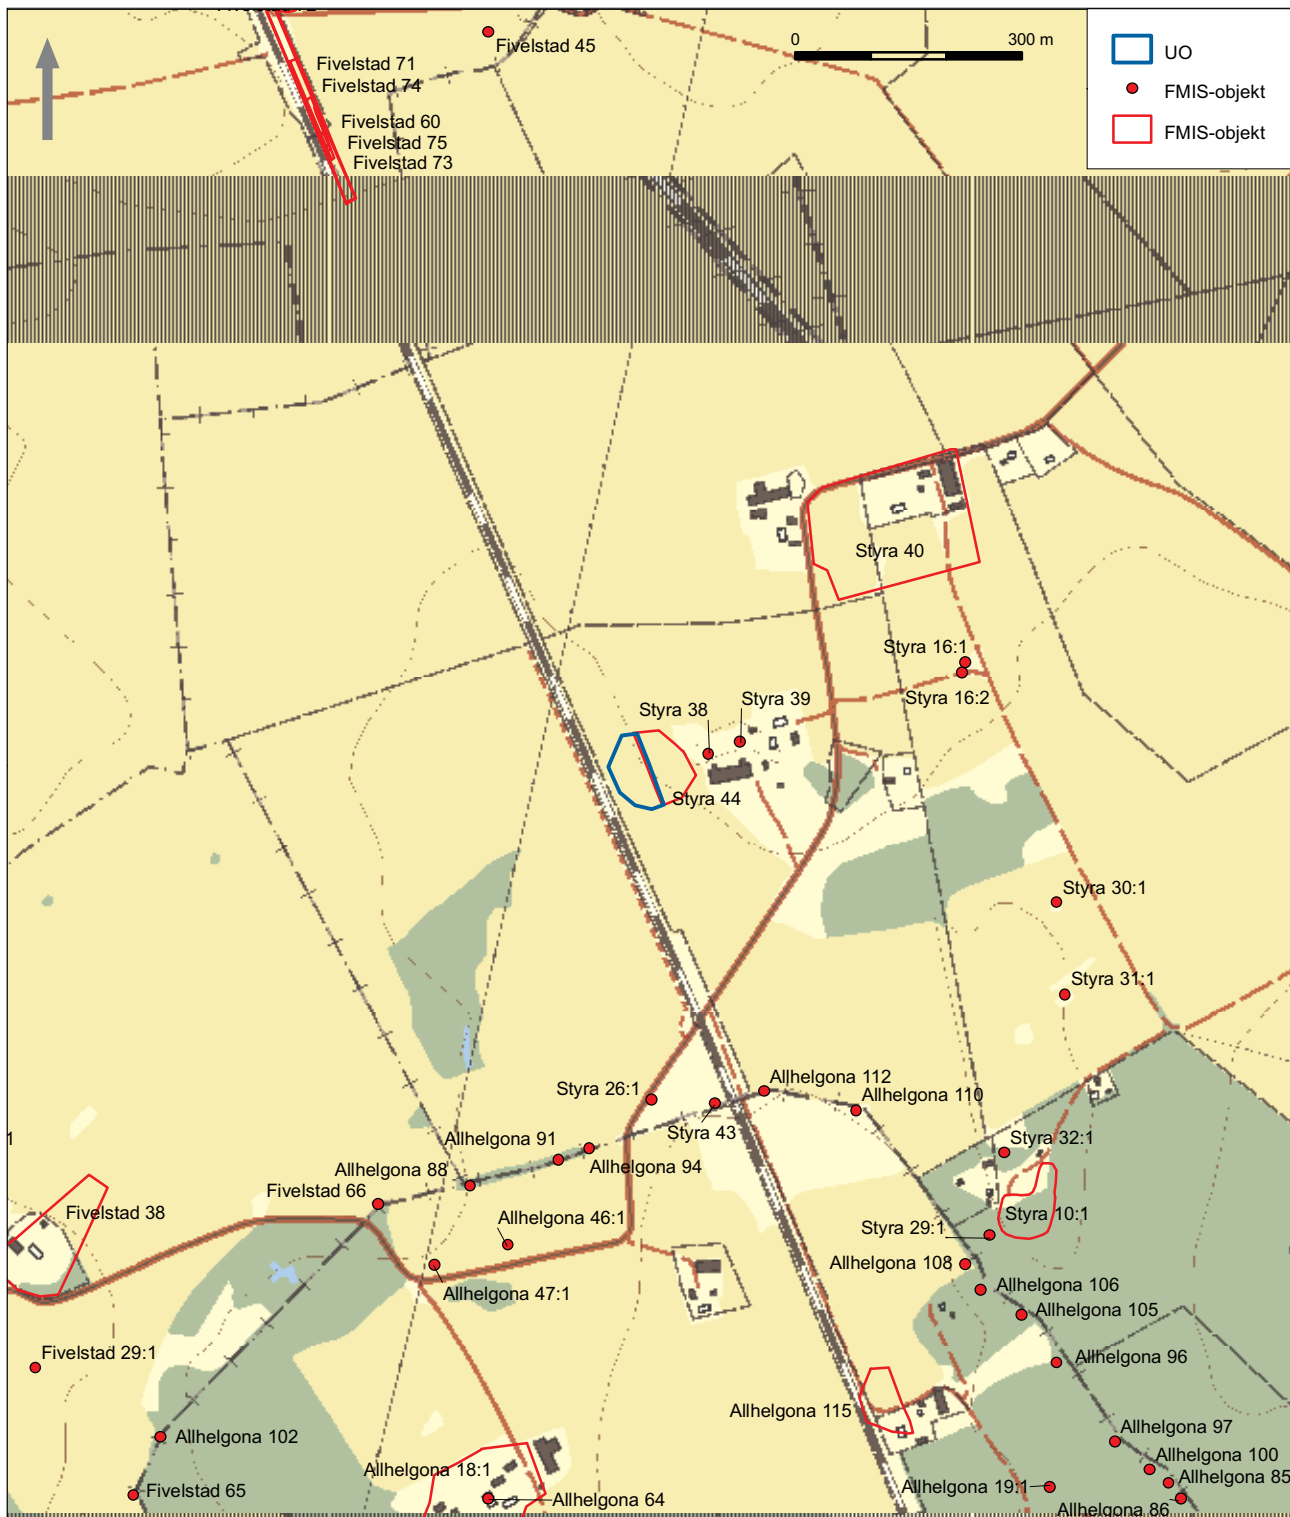 Fivelstad 45
0
300 m
UO
FMIS-objekt
FMIS-objekt
Fivelstad 71
Fivelstad 74
Fivelstad 60
Fivelstad 75
Fivelstad 73
Styra 40
Styra 16:1
Styra 16:2
Styra 38
Styra 39
Styra 44
Styra 30:1
Styra 31:1
Allhelgona 112
Styra 26:1
Allhelgona 110
Styra 43
1
Allhelgona 91
Styra 32:1
Allhelgona 94
Allhelgona 88
Fivelstad 66
Fivelstad 38
Styra 10:1
Allhelgona 46:1
Styra 29:1
Allhelgona 108
Allhelgona 47:1
Allhelgona 106
Allhelgona 105
Fivelstad 29:1
Allhelgona 96
Allhelgona 115
Allhelgona 102
Allhelgona 97
Allhelgona 100
Allhelgona 18:1
Allhelgona 85
Fivelstad 65
Allhelgona 19:1
Allhelgona 64
Allhelgona 86